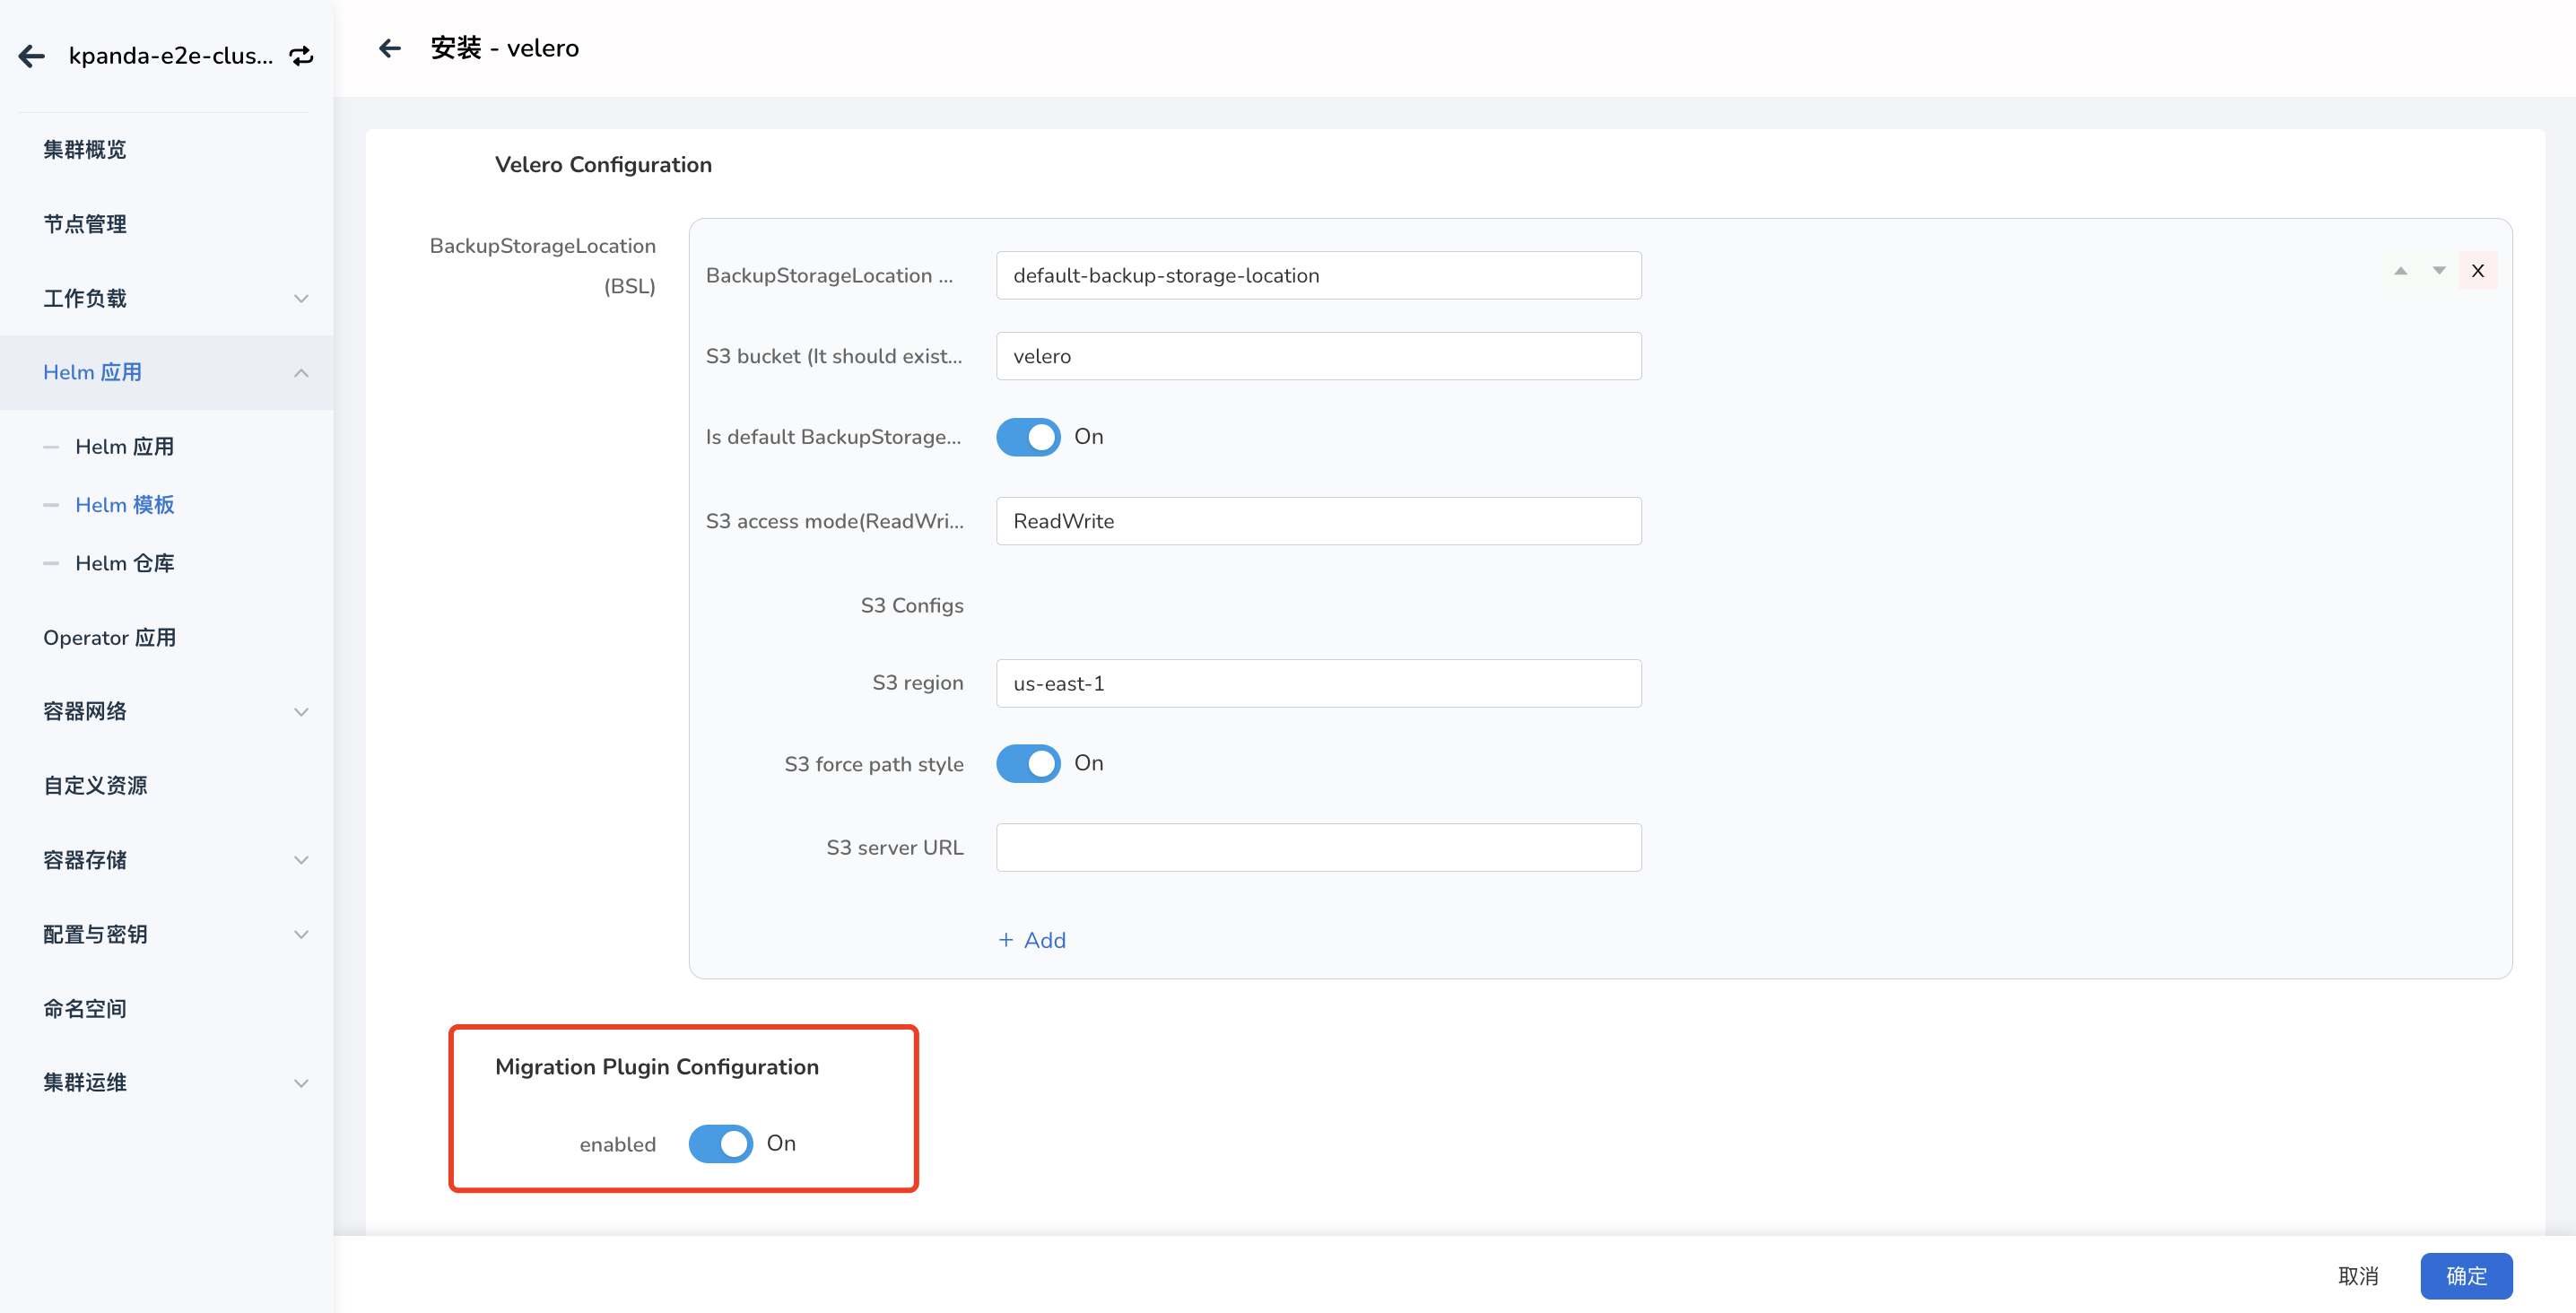 kpanda-e2e-clus...
集群概览
节点管理
工作负载
Helm 应用
Helm 应用
Helm 模板
Helm 仓库
Operator 应用
容器网络
自定义资源
容器存储
配置与密钥
命名空间
集群运维
安装 - velero
Velero Configuration
BackupStorageLocation
(BSL)
BackupStorageLocation ...
default-backup-storage-location
X
S3 bucket (It should exist...
velero
Is default BackupStorage...
On
S3 access mode(ReadWri...
ReadWrite
S3 Configs
S3 region
us-east-1
S3 force path style
On
S3 server URL
+ Add
Migration Plugin Configuration
enabled
On
取消
确定